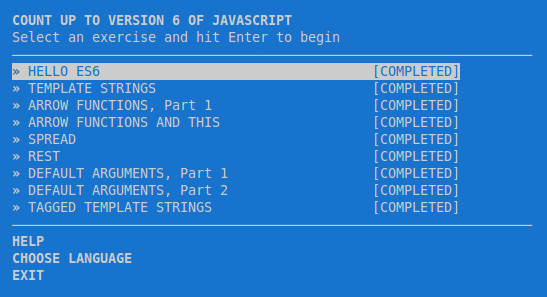 COUNT UP TO VERSION 6 OF JAVASCRIPT
Select an exercise and hit Enter to begin
» HELLO ES6 [COMPLETED]
» TEMPLATE STRINGS [COMPLETED]
» ARROW FUNCTIONS, Part 1 [COMPLETED]
» ARROW FUNCTIONS AND THIS [COMPLETED]
» SPREAD [COMPLETED]
» REST [COMPLETED]
» DEFAULT ARGUMENTS, Part 1 [COMPLETED]
» DEFAULT ARGUMENTS, Part 2 [COMPLETED]
» TAGGED TEMPLATE STRINGS [COMPLETED]
HELP
CHOOSE LANGUAGE
EXIT